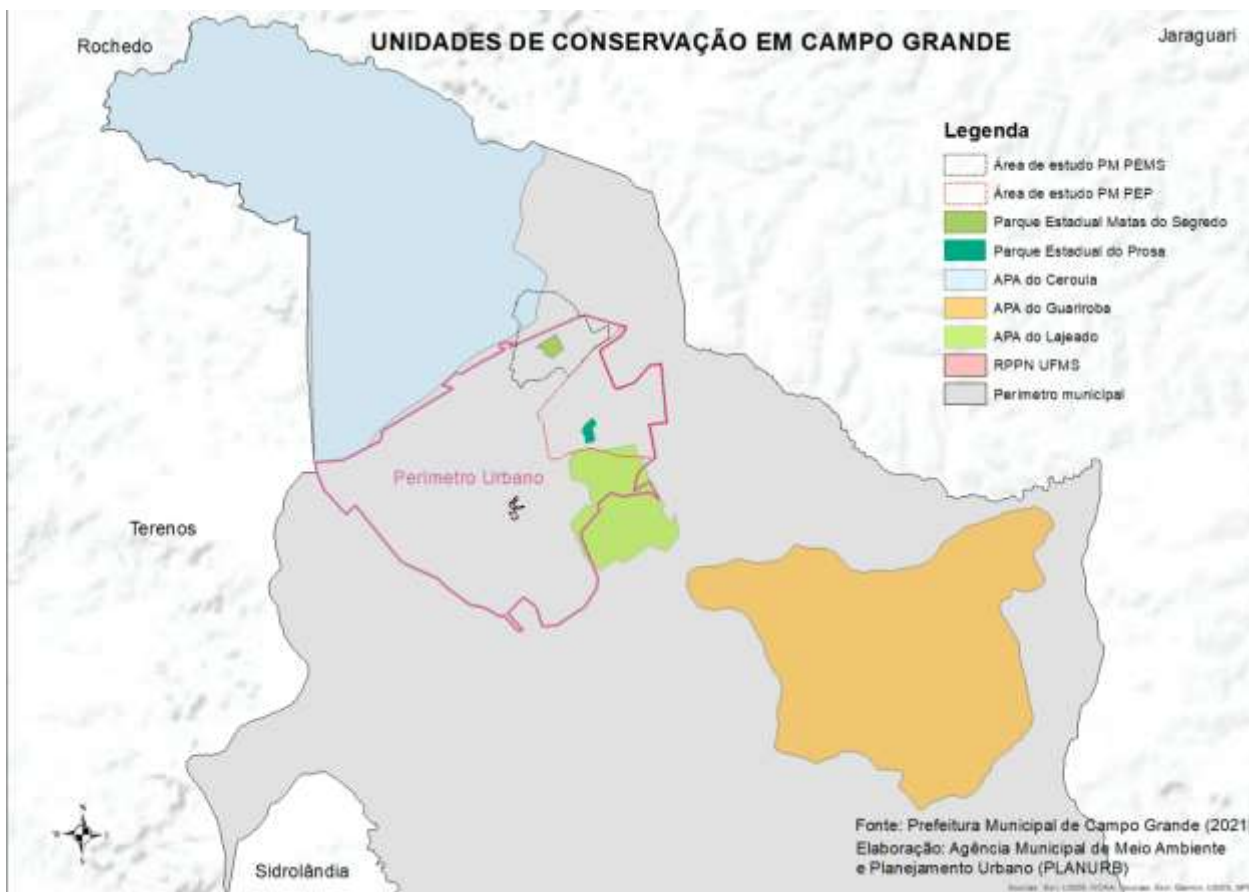 Rochedo
UNIDADES DE CONSERVAÇÃO EM CAMPO GRANDE
Jaraguari
Legenda
Área de estudo PM PEMS
Área de estudo PM PEP
Parque Estadual Matas do Segredo
Parque Estadual do Prosa
APA do Ceroula
APA do Guariroba
APA do Lajeado
RPPN UFMS
Perímetro municipal
Perímetro Urbano
Terenos
Sidrolândia
Fonte: Prefeitura Municipal de Campo Grande (2021
Elaboração: Agência Municipal de Meio Ambiente
e Planejamento Urbano (PLANURB)